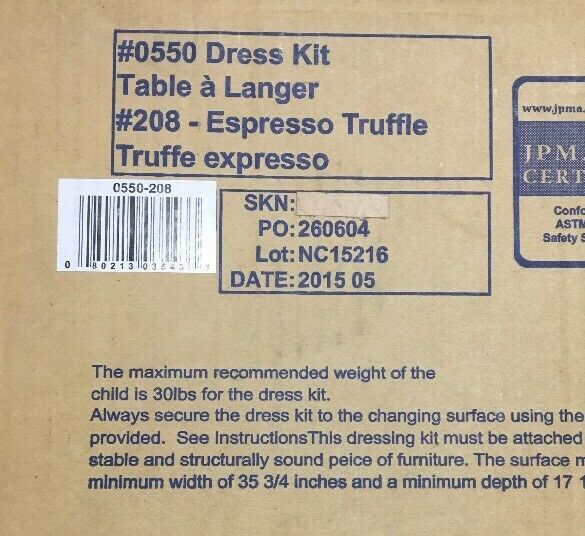 #0550 Dress Kit
Table à Langer
#208 - Espresso Truffle
Truffe expresso
www.jpma.
JPMA
CERT
Confo
ASTM
Safety S
0550-208
SKN:
PO: 260604
Lot: NC15216
DATE: 2015 05
The maximum recommended weight of the
child is 30lbs for the dress kit.
Always secure the dress kit to the changing surface using the
provided. See InstructionsThis dressing kit must be attached
stable and structurally sound peice of furniture. The surface m
minimum width of 35 3/4 inches and a minimum depth of 17 1